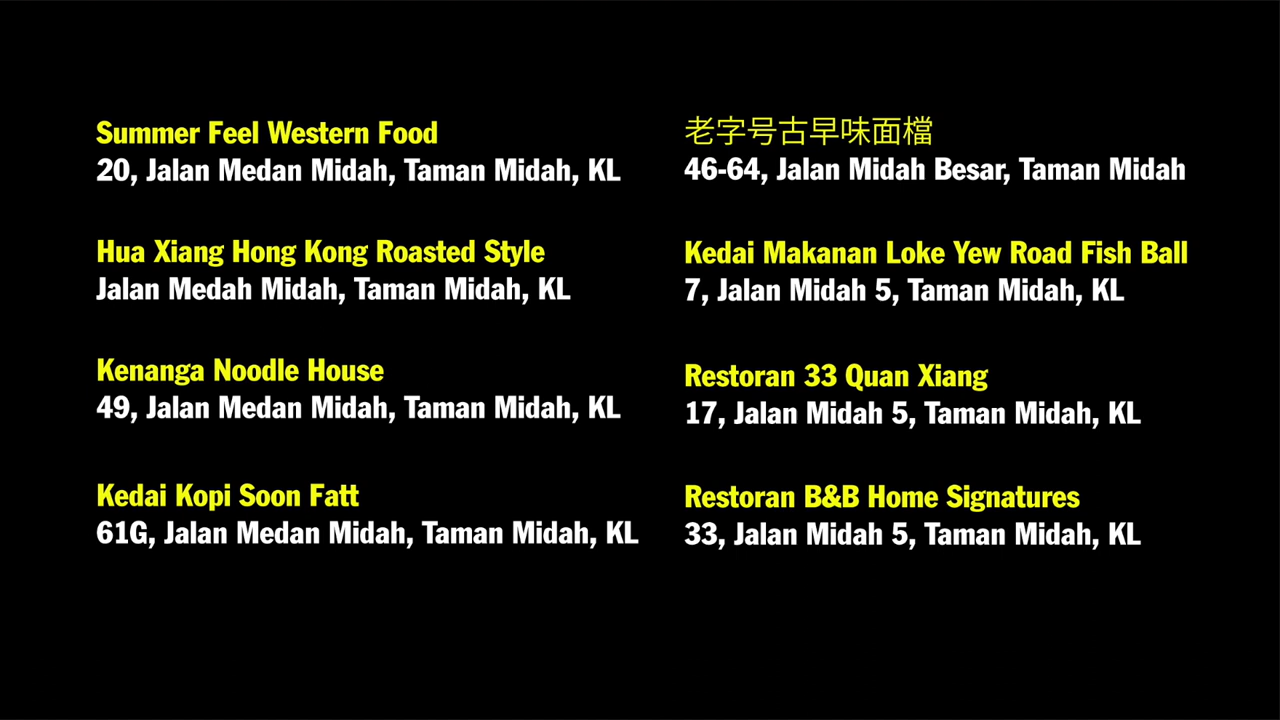 Summer Feel Western Food
20, Jalan Medan Midah, Taman Midah, KL
Hua Xiang Hong Kong Roasted Style
Jalan Medah Midah, Taman Midah, KL
Kenanga Noodle House
49, Jalan Medan Midah, Taman Midah, KL
Kedai Kopi Soon Fatt
61G, Jalan Medan Midah, Taman Midah, KL
老字号古早味面檔
46-64, Jalan Midah Besar, Taman Midah
Kedai Makanan Loke Yew Road Fish Ball
7, Jalan Midah 5, Taman Midah, KL
Restoran 33 Quan Xiang
17, Jalan Midah 5, Taman Midah, KL
Restoran B&B Home Signatures
33, Jalan Midah 5, Taman Midah, KL